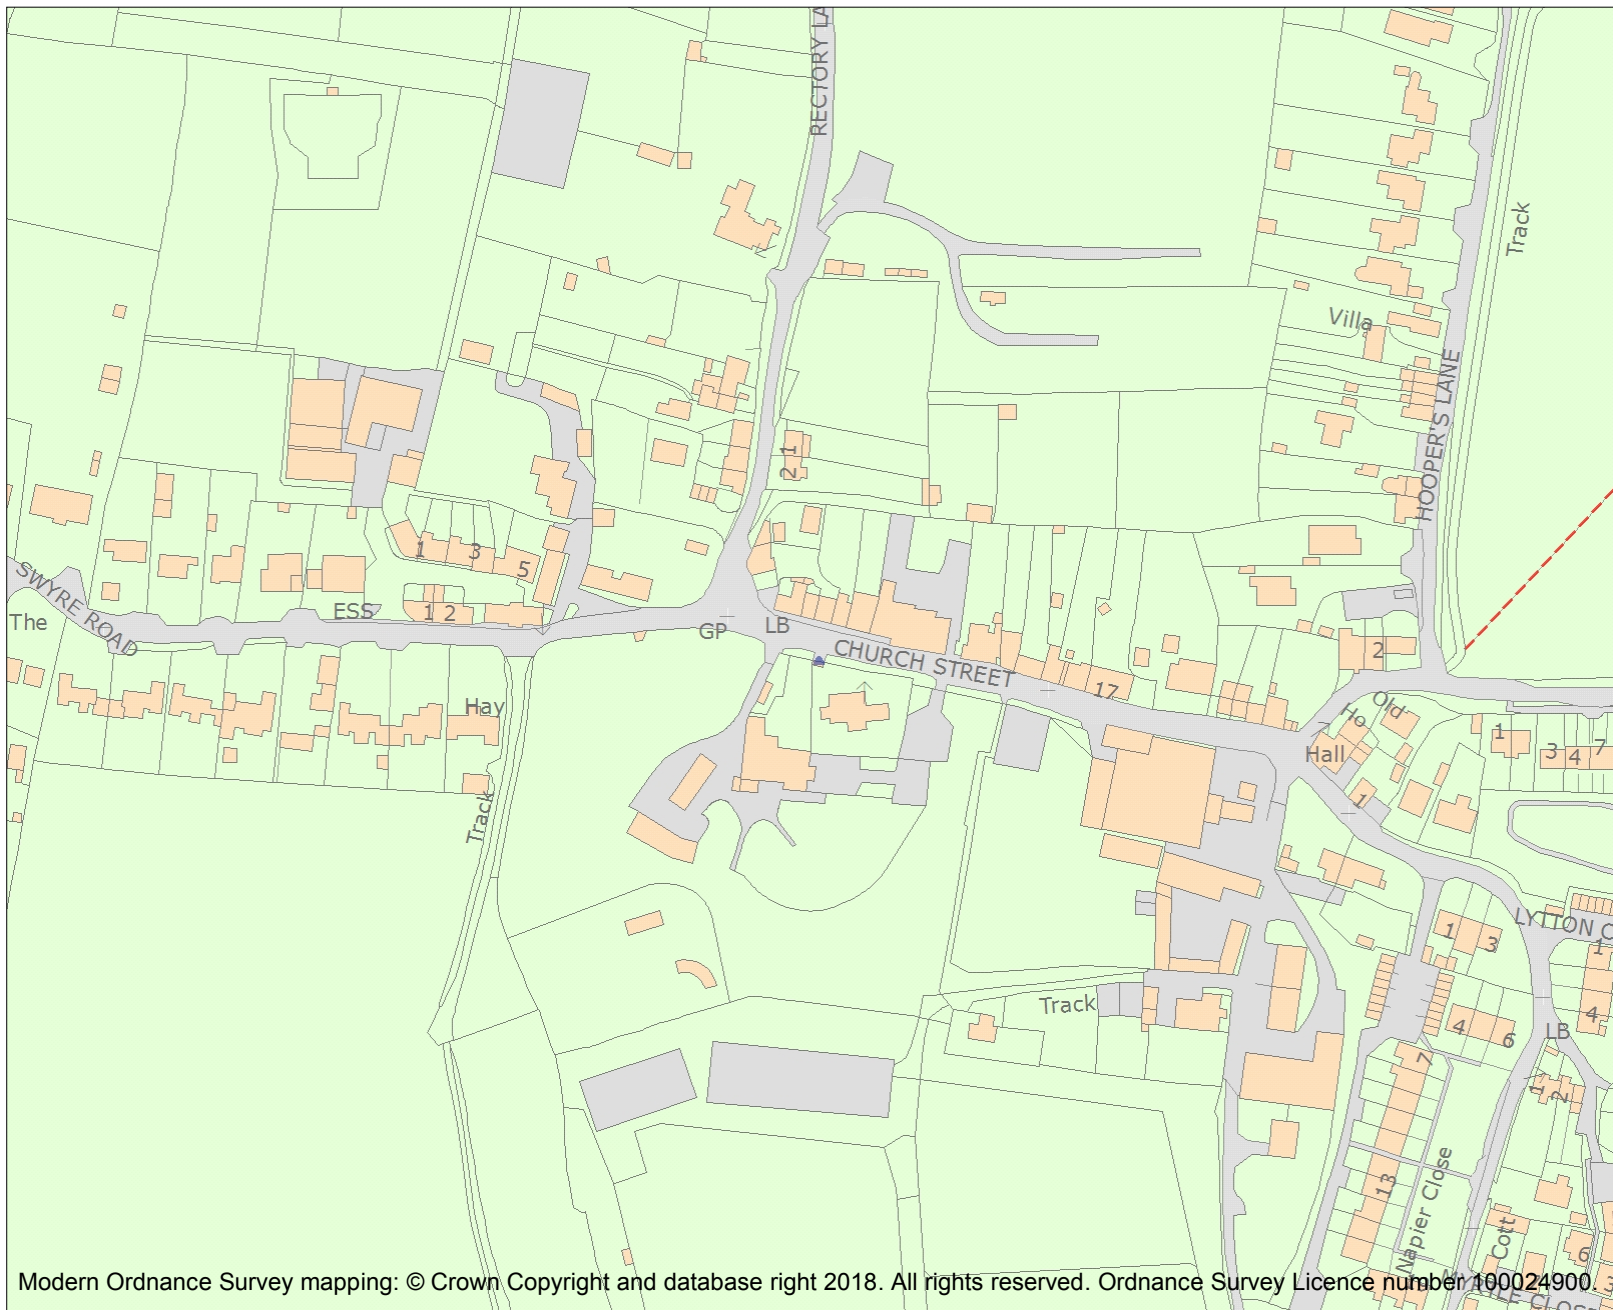 RECTORY LA
Track
Villa
HOOPER'S LANE
1
2
1
3
5
SWYRE ROAD
The
ESS
1 2
GP
LB
CHURCH STREET
17
2
Old
Ho
Hall
1
3
4
7
1
Hay
Track
LYTTON C
1
3
1
4
Track
4
6
LB
7
1
2
13
Napier Close
Cott
6
3
Modern Ordnance Survey mapping: © Crown Copyright and database right 2018. All rights reserved. Ordnance Survey Licence number 100024900.